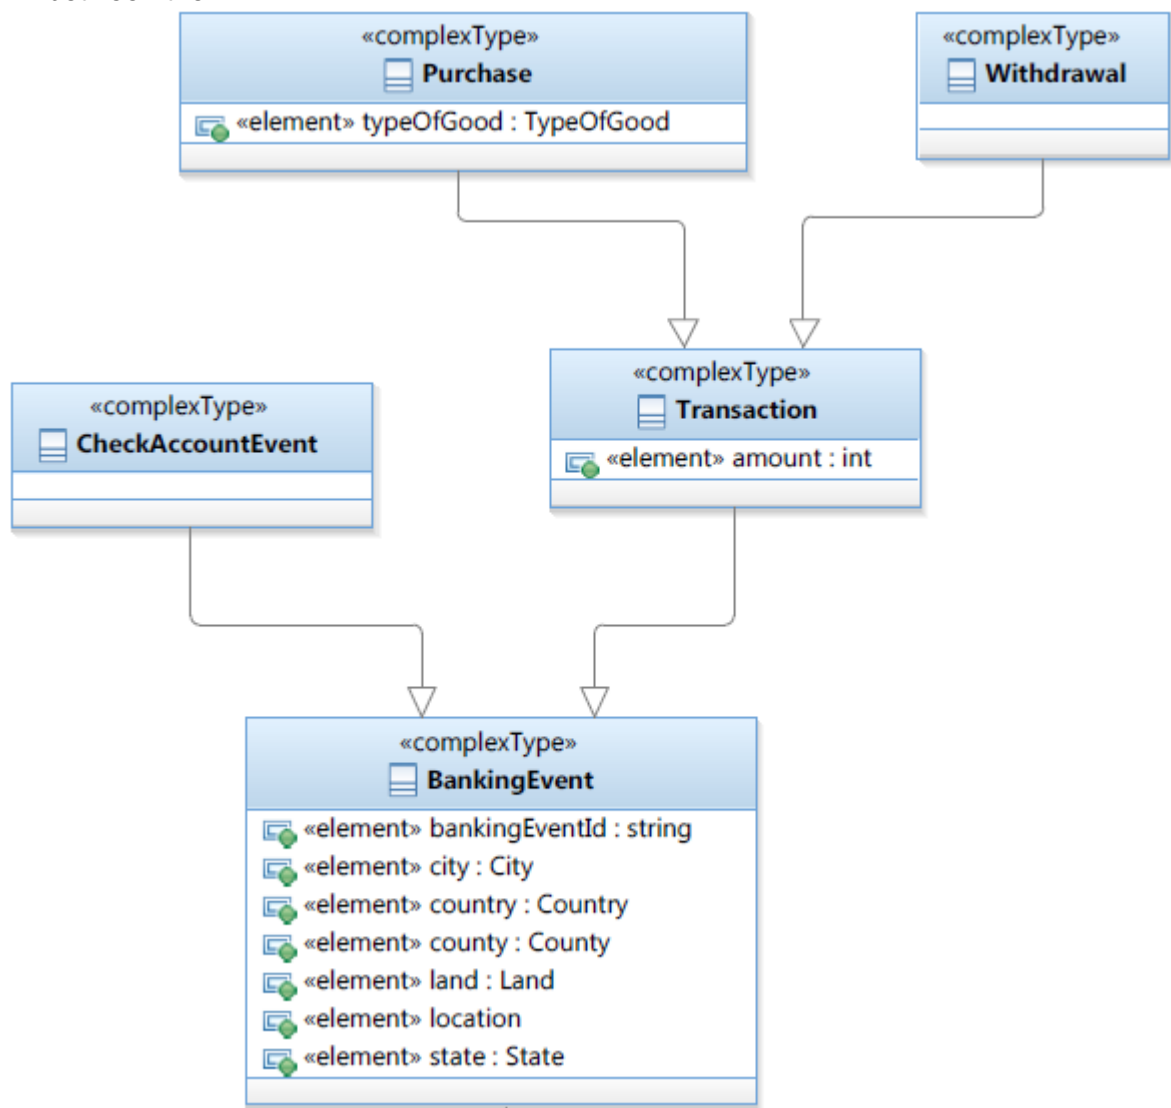 «complexType»
Purchase
«element» typeOfGood : TypeOfGood
«complexType»
Withdrawal
«complexType»
CheckAccountEvent
«complexType»
Transaction
«element» amount : int
«complexType»
BankingEvent
«element» bankingEventId : string
«element» city : City
«element» country : Country
«element» county : County
«element» land : Land
«element» location
«element» state : State